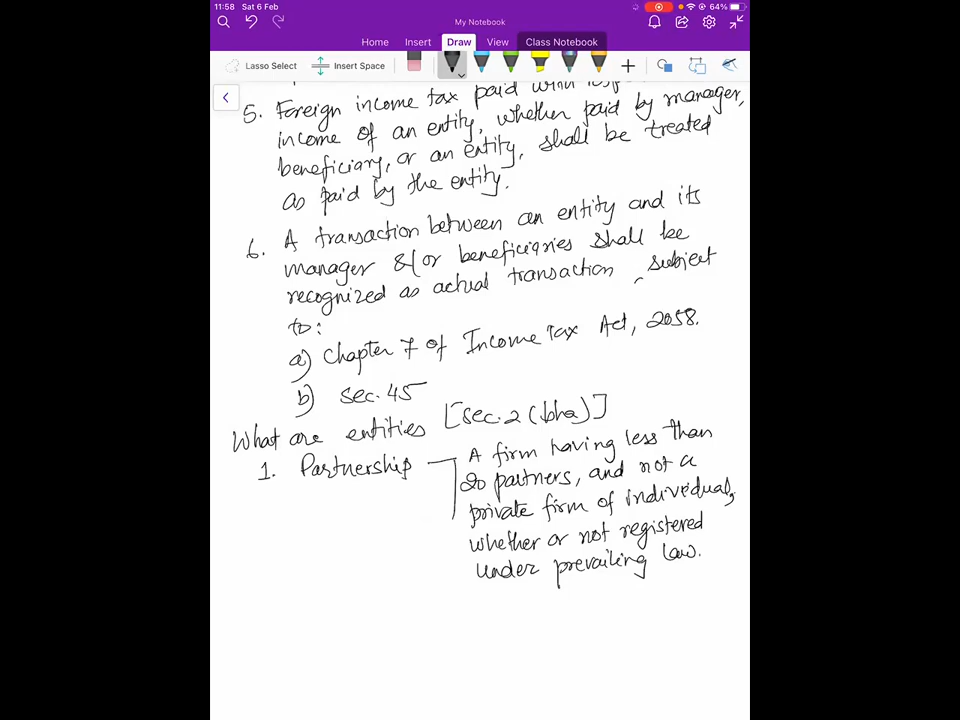 11:58 Sat 6 Feb
64%
My Notebook
Home Insert Draw View Class Notebook
Lasso Select Insert Space
5. Foreign income tax paid with
income of an entity, whether paid by manager,
beneficiary, or an entity, shall be treated
as paid by the entity.
6. A transaction between an entity and its
manager &/or beneficiaries shall be
recognized as actual transaction, subject
to:
a) Chapter 7 of Income Tax Act, 2058.
b) sec. 45
What are entities [sec. 2 (bha)]
1. Partnership
A firm having less than
20 partners, and not a
private firm of individual,
whether or not registered
under prevailing law.